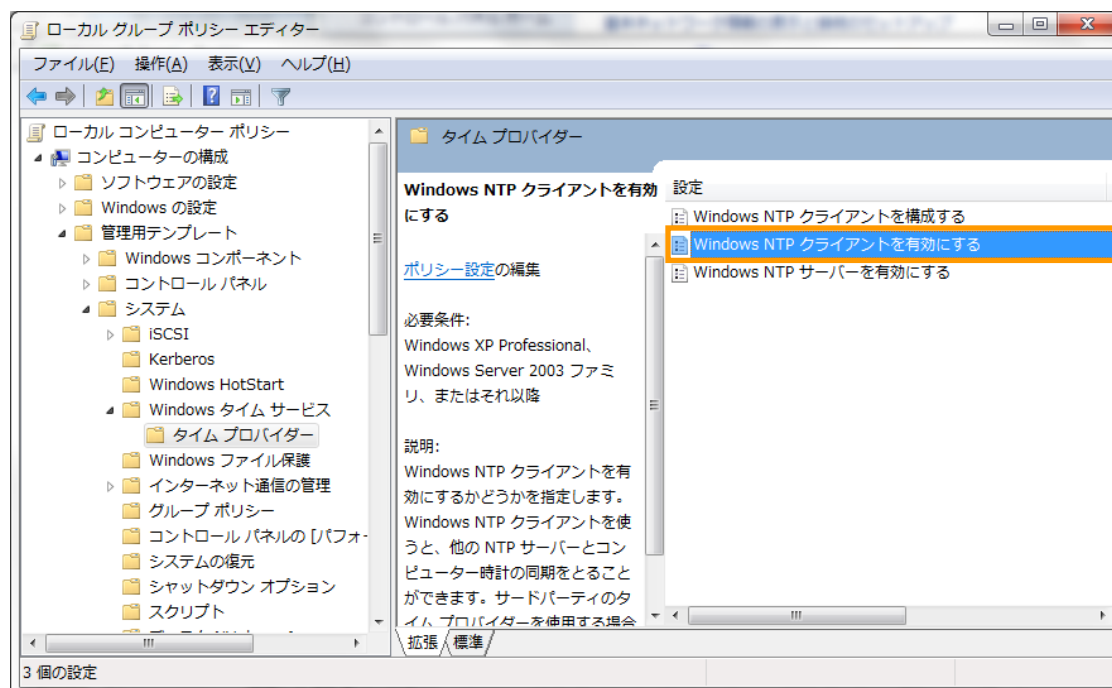 ローカル グループ ポリシー エディター
ファイル(F) 操作(A) 表示(V) ヘルプ(H)
ローカル コンピューター ポリシー
コンピューターの構成
ソフトウェアの設定
Windows の設定
管理用テンプレート
Windows コンポーネント
コントロール パネル
システム
iSCSI
Kerberos
Windows HotStart
Windows タイム サービス
タイム プロバイダー
Windows ファイル保護
インターネット通信の管理
グループ ポリシー
コントロール パネルの [パフォー
システムの復元
シャットダウン オプション
スクリプト
タイム プロバイダー
Windows NTP クライアントを有効
にする
ポリシー設定の編集
必要条件:
Windows XP Professional、
Windows Server 2003 ファミ
リ、またはそれ以降
説明:
Windows NTP クライアントを有
効にするかどうかを指定します。
Windows NTP クライアントを使
うと、他の NTP サーバーとコン
ピューター時計の同期をとること
ができます。サードパーティのタ
イム プロバイダーを使用する場合
設定
Windows NTP クライアントを構成する
Windows NTP クライアントを有効にする
Windows NTP サーバーを有効にする
拡張 標準
3 個の設定